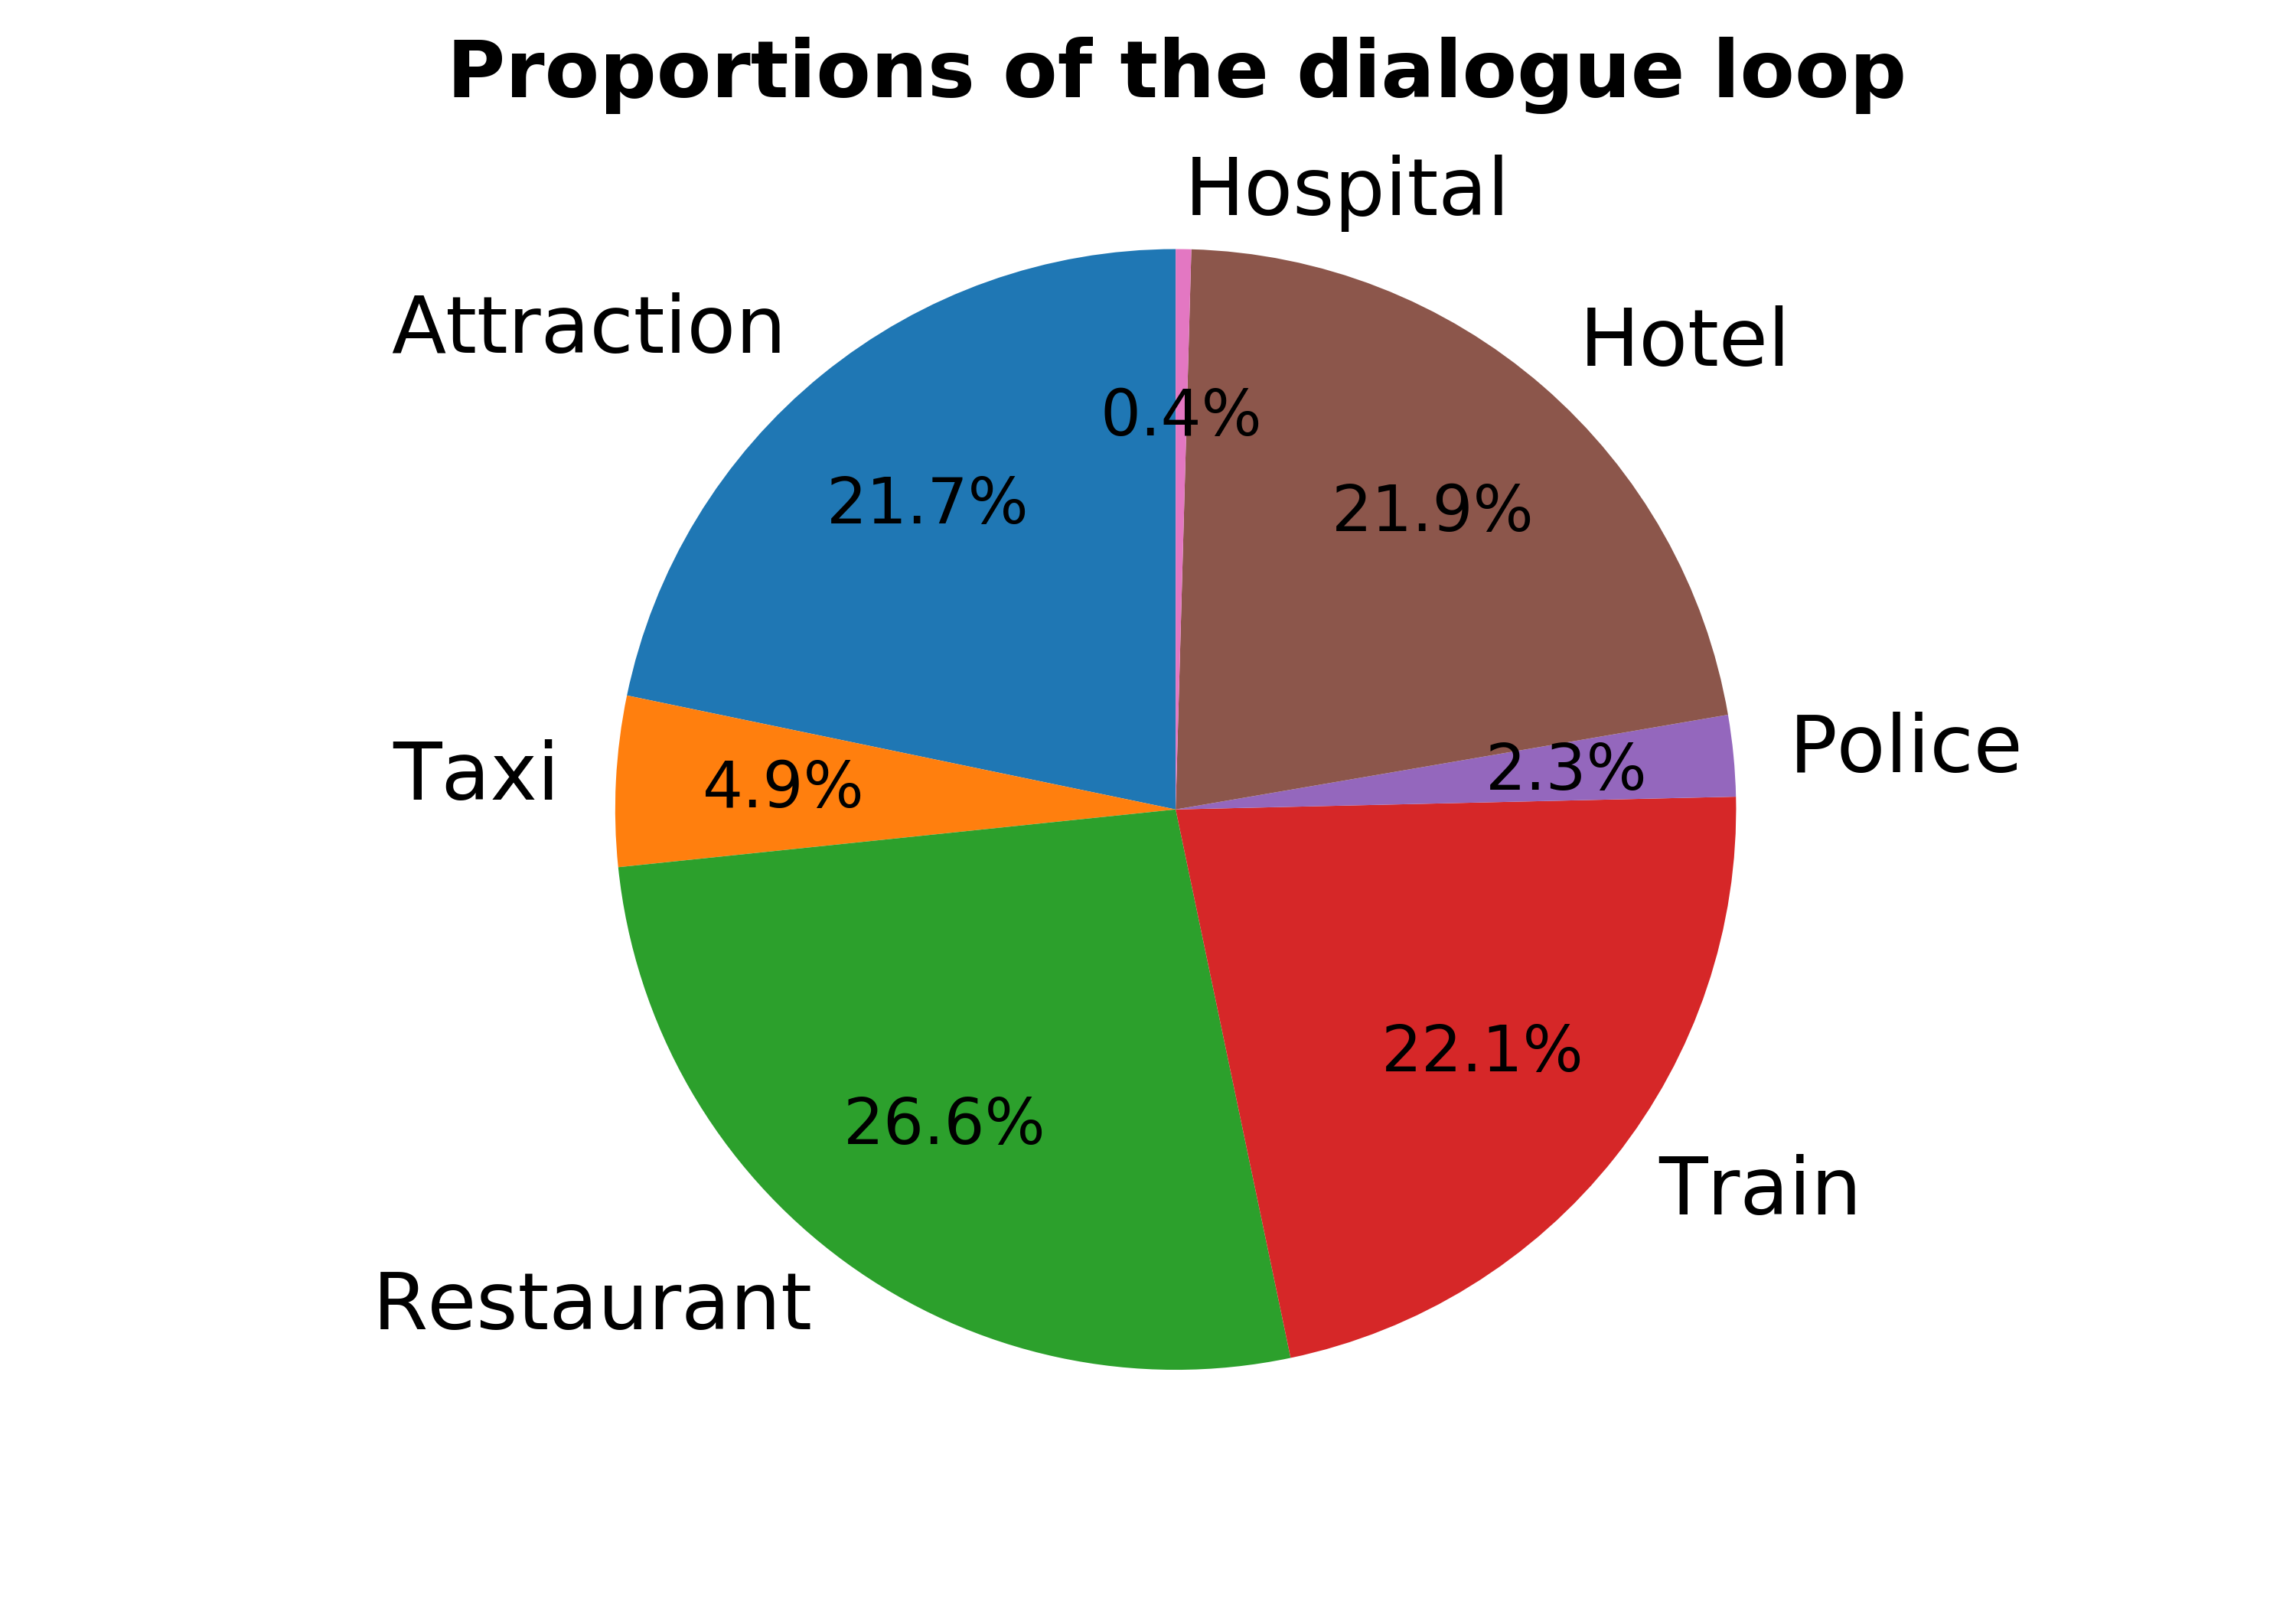 Proportions of the dialogue loop
Hospital
Attraction
Hotel
0.4%
21.7%
21.9%
Police
Taxi
2.3%
4.9%
22.1%
26.6%
Train
Restaurant